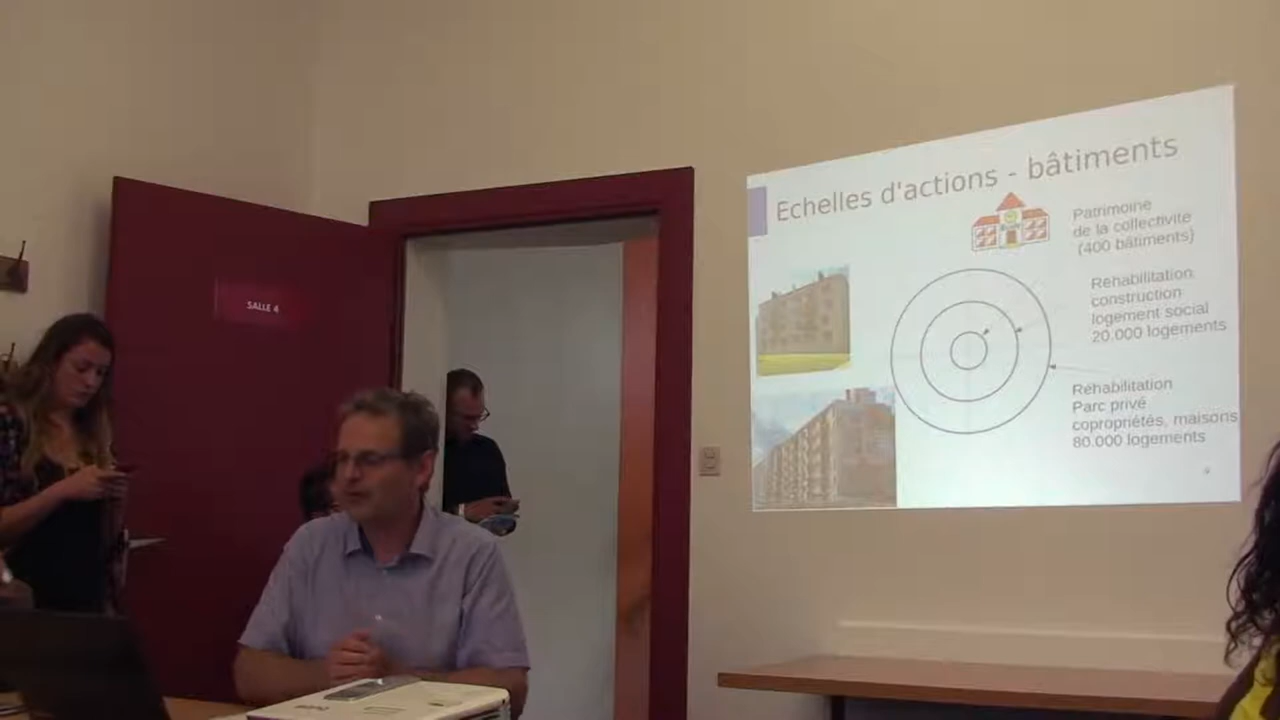 SALLE 4
Echelles d'actions - bâtiments
Patrimoine
de la collectivite
(400 bâtiments)
Rehabilitation
construction
logement social
20.000 logements
Rehabilitation
Parc privé
copropriétés, maisons
80.000 logements